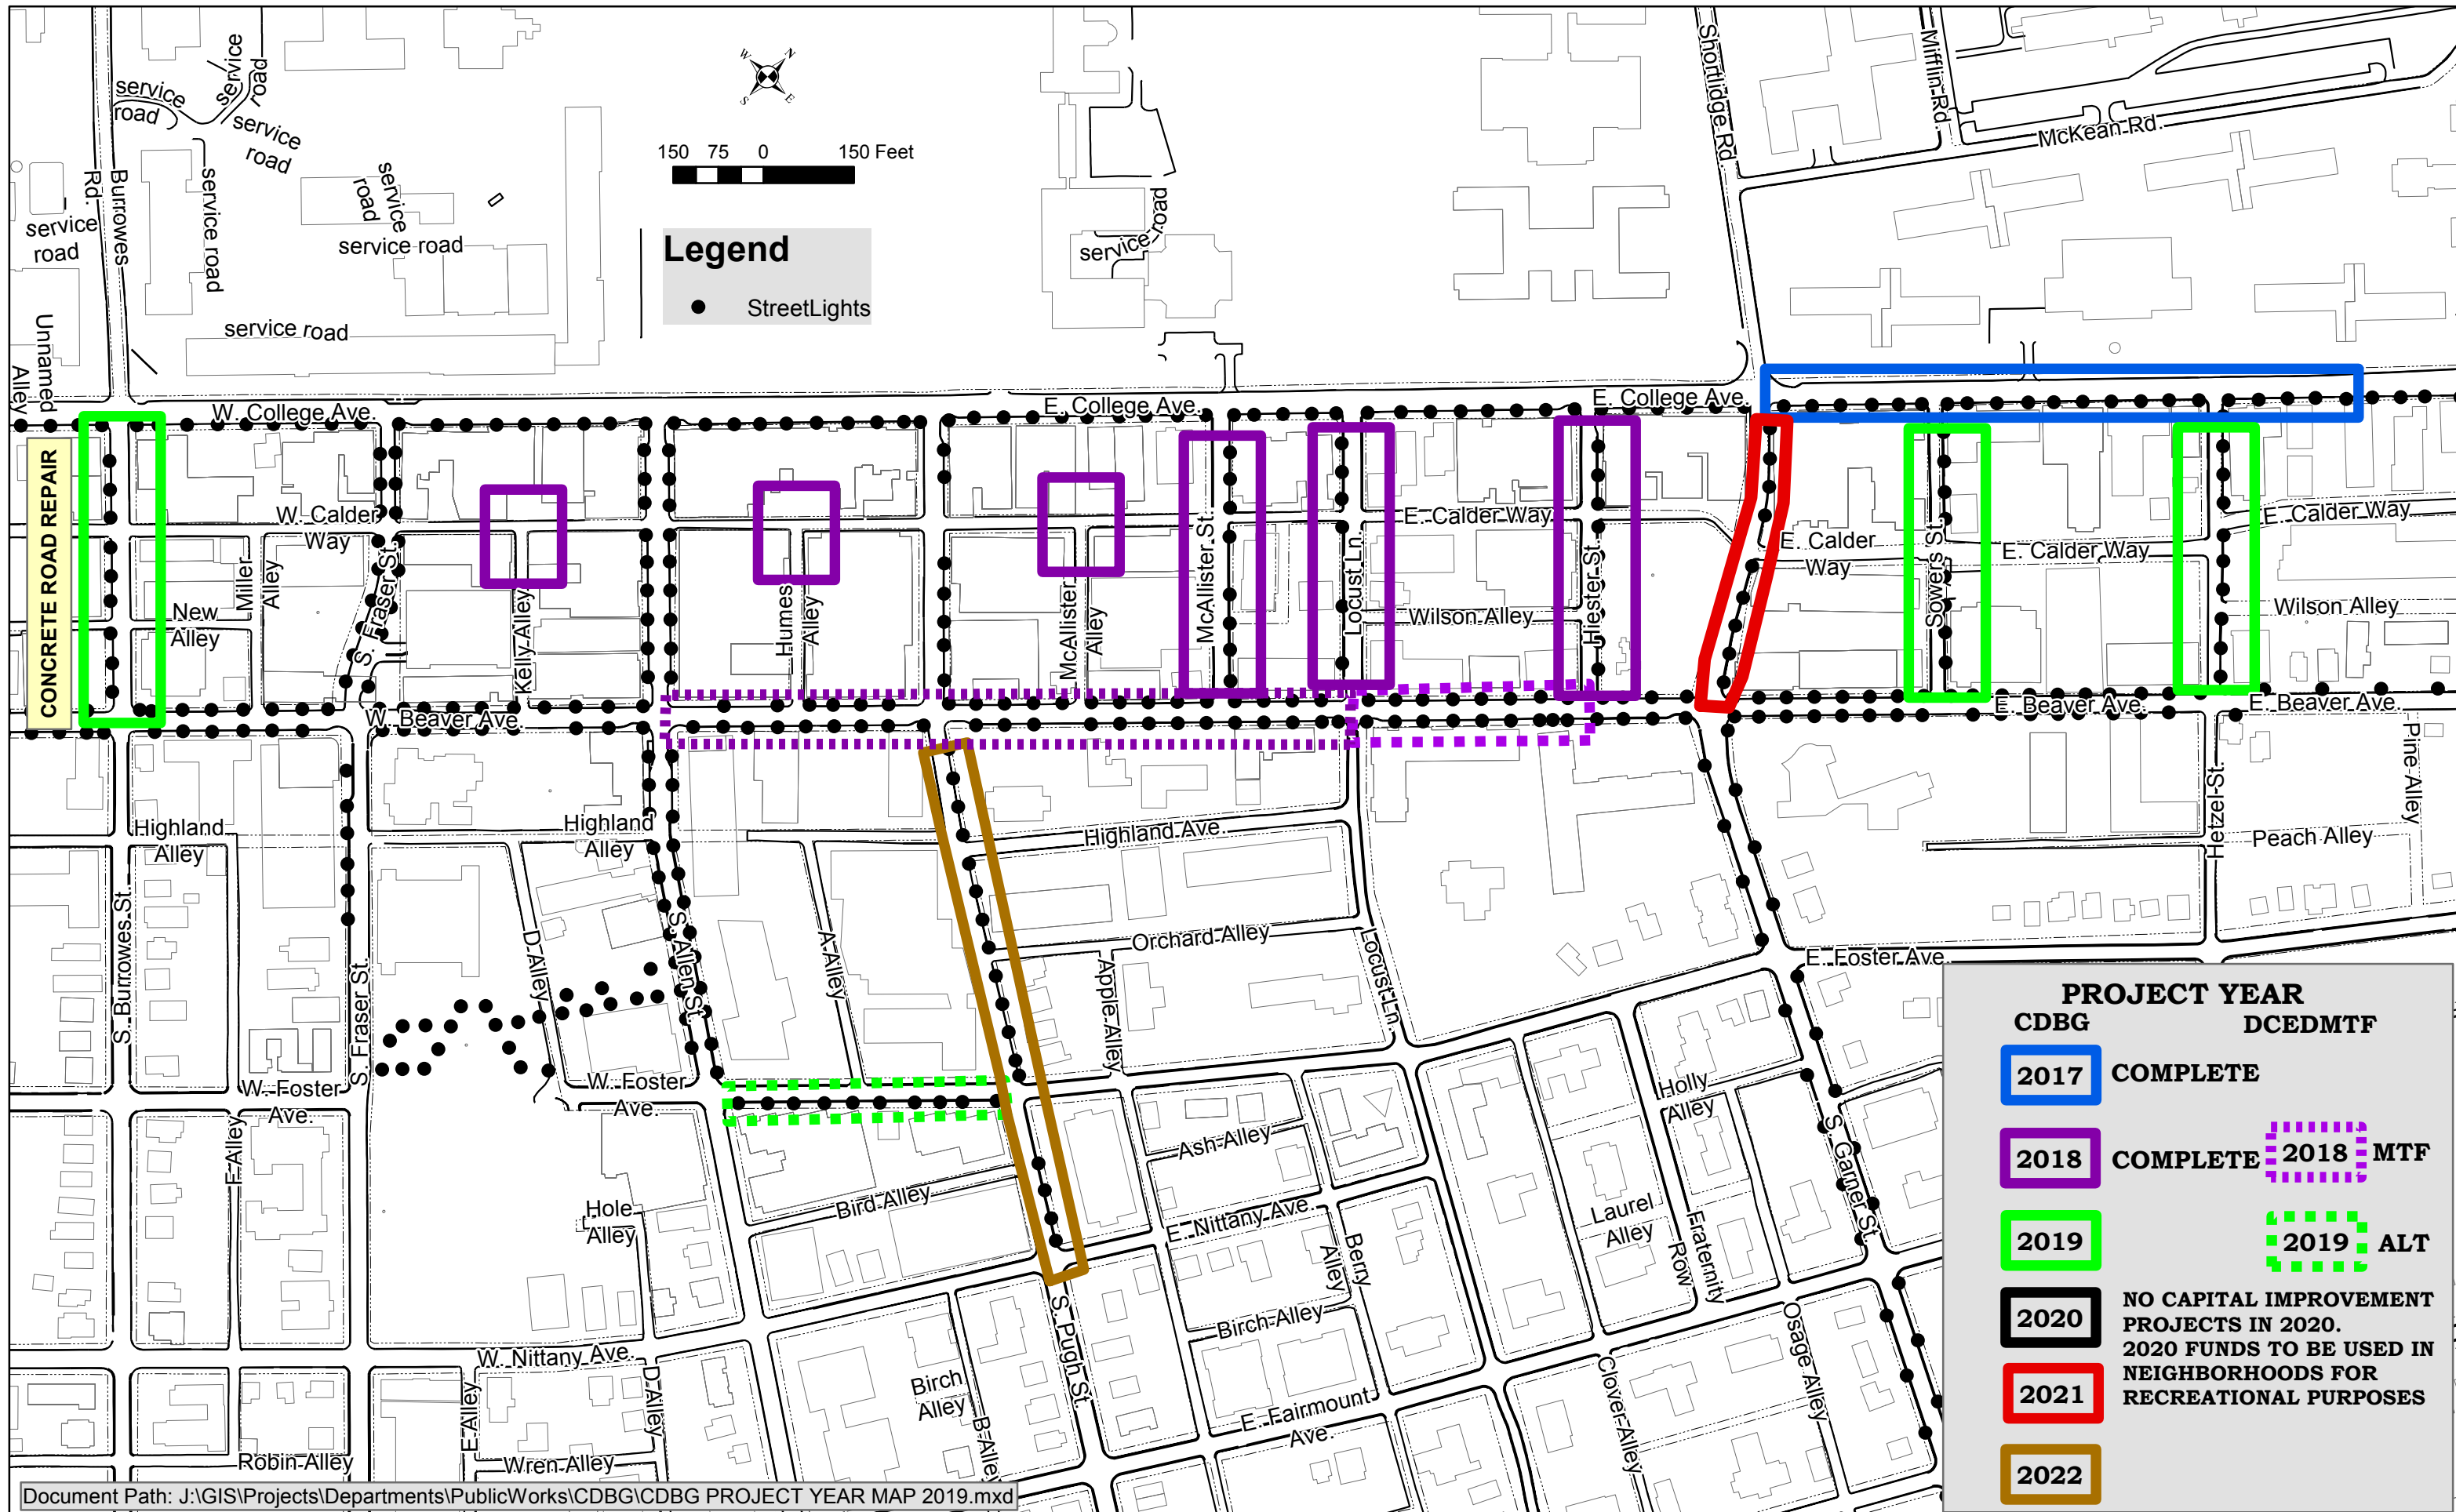 service
road
service
road
service
road
Burrowes
Rd.
service
road
service road
service
road
service road
service road
Unnamed
Alley
W
N
S
E
150 75 0 150 Feet
Legend
StreetLights
service road
Shortlidge Rd.
Mifflin Rd.
McKean Rd.
CONCRETE ROAD REPAIR
W. College Ave.
E. College Ave.
E. College Ave.
W. Calder
Way
Miller
Alley
New
Alley
S. Fraser St.
Kelly Alley
Humes
Alley
McAllister
Alley
McAllister St.
Locust Ln.
E. Calder Way
Wilson Alley
Hiester St.
E. Calder
Way
Sowers St.
E. Calder Way
E. Calder Way
Wilson Alley
W. Beaver Ave.
E. Beaver Ave.
E. Beaver Ave.
Highland
Alley
Highland
Alley
Highland Ave.
Hetzel St.
Pine Alley
Peach Alley
S. Burrowes St.
S. Fraser St.
D Alley
S. Allen St.
A Alley
Orchard Alley
Apple Alley
Locust Ln.
E. Foster Ave.
W. Foster
Ave.
W. Foster
Ave.
F Alley
Hole
Alley
Bird Alley
Ash Alley
E. Nittany Ave.
Berry
Alley
Holly
Alley
Laurel
Alley
Fraternity
Row
S. Garner St.
Osage Alley
W. Nittany Ave.
D Alley
E Alley
Robin Alley
Wren Alley
Birch
Alley
B Alley
S. Pugh St.
Birch Alley
E. Fairmount
Ave.
Clover Alley
PROJECT YEAR
CDBG DCEDMTF
2017 COMPLETE
2018 COMPLETE 2018 MTF
2019 2019 ALT
2020
NO CAPITAL IMPROVEMENT
PROJECTS IN 2020.
2020 FUNDS TO BE USED IN
NEIGHBORHOODS FOR
RECREATIONAL PURPOSES
2021
2022
Document Path: J:\GIS\Projects\Departments\PublicWorks\CDBG\CDBG PROJECT YEAR MAP 2019.mxd